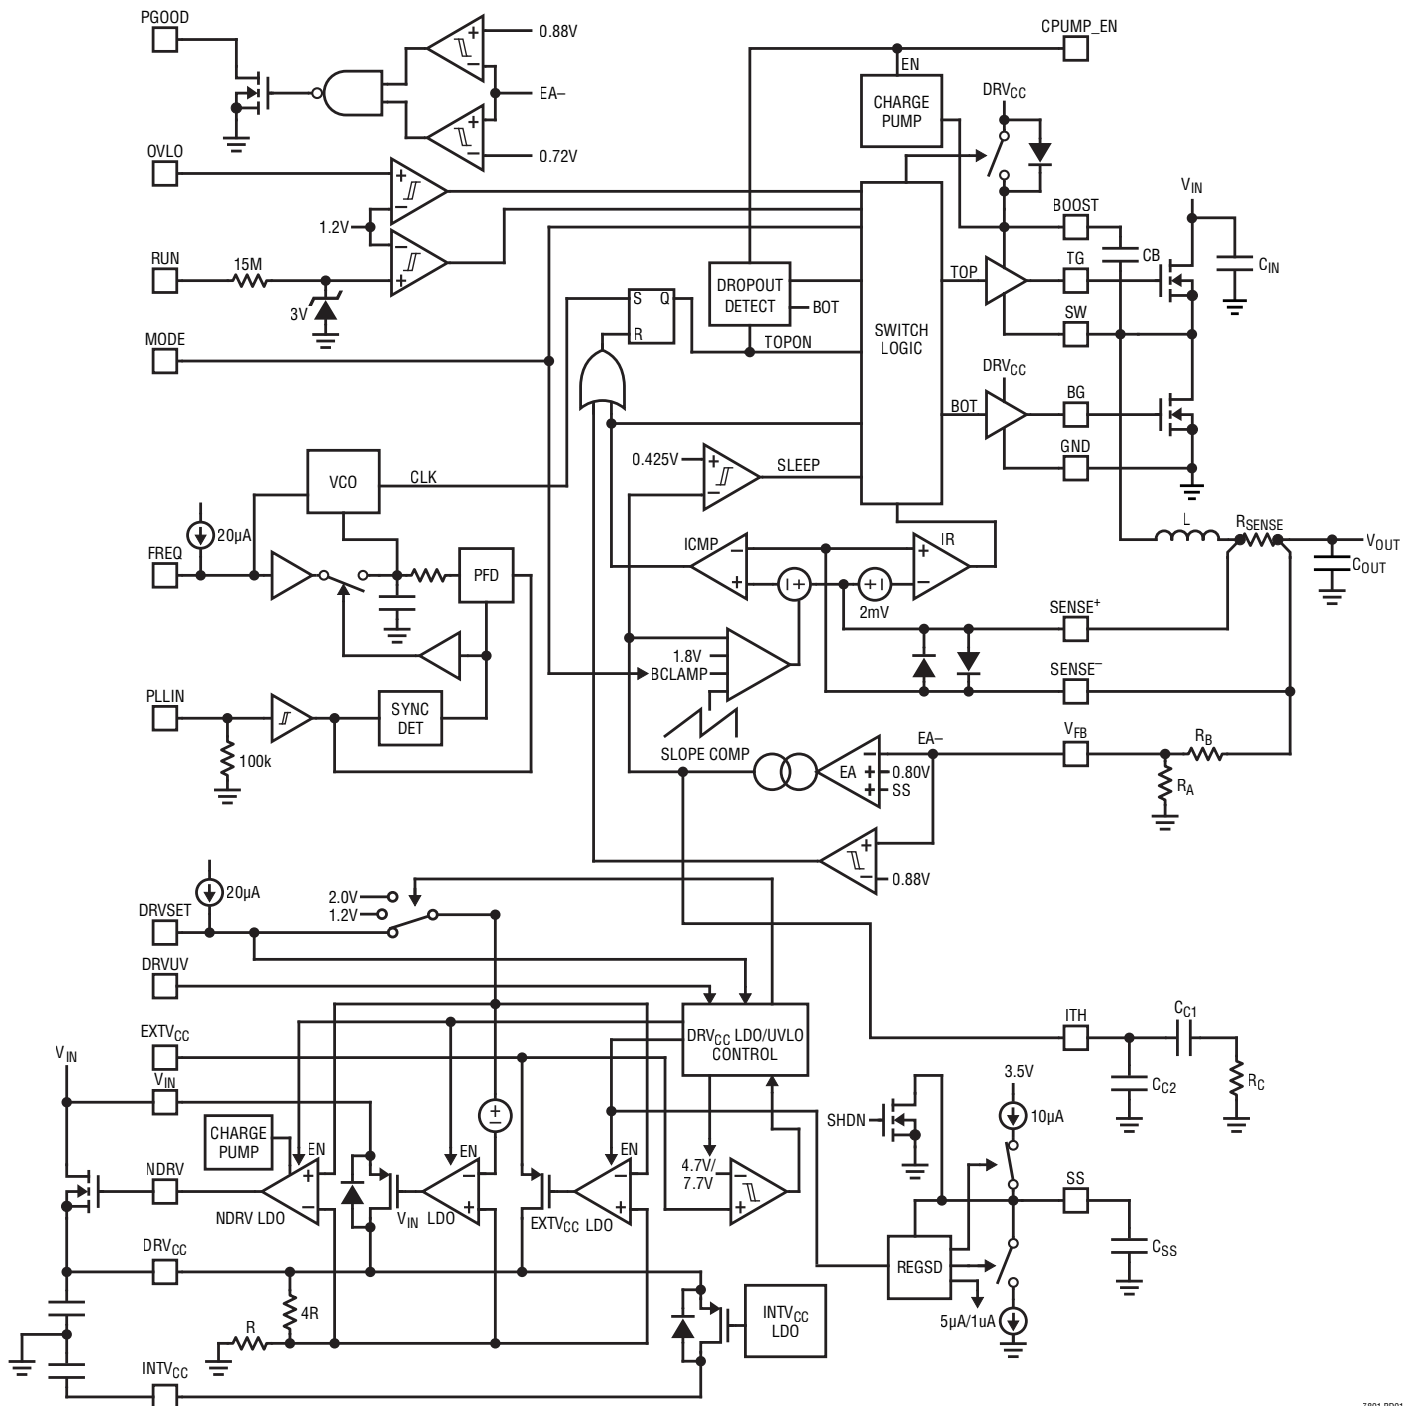 PGOOD
0.88V
EA–
0.72V
CPUMP_EN
EN
CHARGE
PUMP
DRVCC
OVLO
1.2V
RUN
15M
3V
MODE
VIN
BOOST
CB
CIN
TG
TOP
SW
DROPOUT
DETECT
BOT
S Q
R
TOPON
SWITCH
LOGIC
DRVCC
BOT
BG
GND
0.425V
SLEEP
VCO
CLK
20µA
FREQ
PFD
ICMP
IR
2mV
L
RSENSE
VOUT
COUT
SENSE+
SENSE–
1.8V
BCLAMP
SLOPE COMP
PLLIN
SYNC
DET
100k
EA–
VFB
RB
RA
EA
0.80V
SS
0.88V
20µA
DRVSET
2.0V
1.2V
DRVUV
EXTVCC
DRVCC LDO/UVLO
CONTROL
VIN
VIN
CHARGE
PUMP
EN
EN
EN
NDRV
NDRV LDO
VIN LDO
EXTVCC LDO
4.7V/
7.7V
ITH
CC1
CC2
RC
3.5V
10µA
SHDN
SS
CSS
REGSD
5µA/1uA
DRVCC
4R
R
INTVCC
LDO
INTVCC